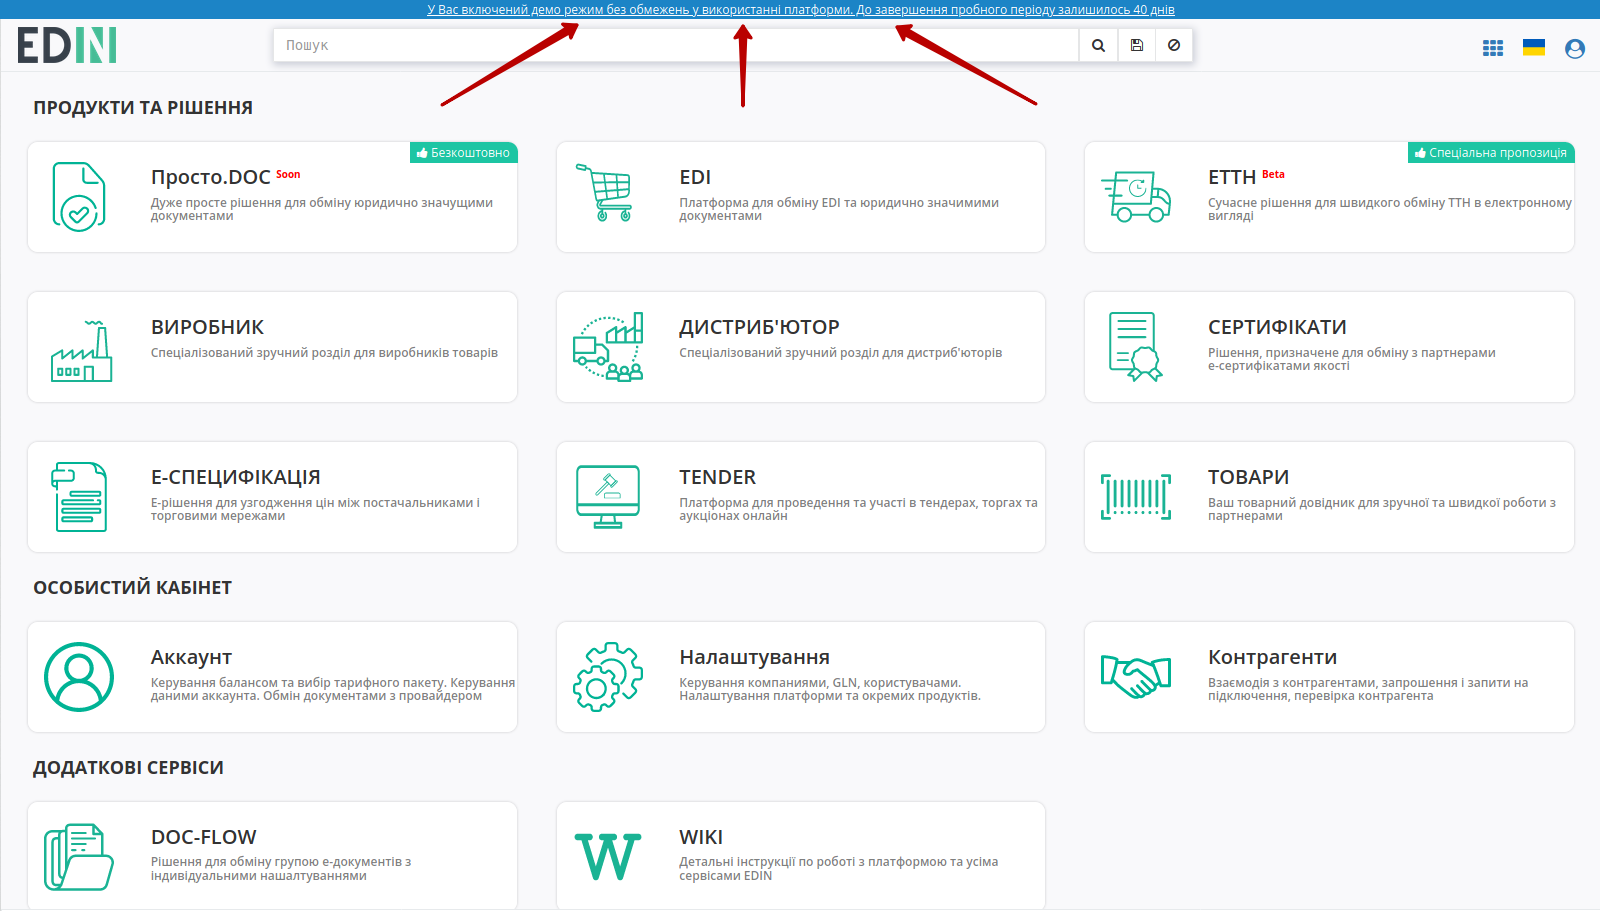 У Вас включений демо режим без обмежень у використанні платформи. До завершення пробного періоду залишилось 40 днів
EDIN
Пошук
ПРОДУКТИ ТА РІШЕННЯ
Безкоштовно
Просто.DOC Soon
Дуже просте рішення для обміну юридично значущими
документами
EDI
Платформа для обміну EDI та юридично значимими
документами
Спеціальна пропозиція
ЕТТН Beta
Сучасне рішення для швидкого обміну ТТН в електронному
вигляді
ВИРОБНИК
Спеціалізований зручний розділ для виробників товарів
ДИСТРИБ'ЮТОР
Спеціалізований зручний розділ для дистриб'юторів
СЕРТИФІКАТИ
Рішення, призначене для обміну з партнерами
е-сертифікатами якості
Е-СПЕЦИФІКАЦІЯ
Е-рішення для узгодження цін між постачальниками і
торговими мережами
TENDER
Платформа для проведення та участі в тендерах, торгах та
аукціонах онлайн
ТОВАРИ
Ваш товарний довідник для зручної та швидкої роботи з
партнерами
ОСОБИСТИЙ КАБІНЕТ
Аккаунт
Керування балансом та вибір тарифного пакету. Керування
даними аккаунта. Обмін документами з провайдером
Налаштування
Керування компаніями, GLN, користувачами.
Налаштування платформи та окремих продуктів.
Контрагенти
Взаємодія з контрагентами, запрошення і запити на
підключення, перевірка контрагента
ДОДАТКОВІ СЕРВІСИ
DOC-FLOW
Рішення для обміну групою е-документів з
індивідуальними нашалтуваннями
W
WIKI
Детальні інструкції по роботі з платформою та усіма
сервісами EDIN